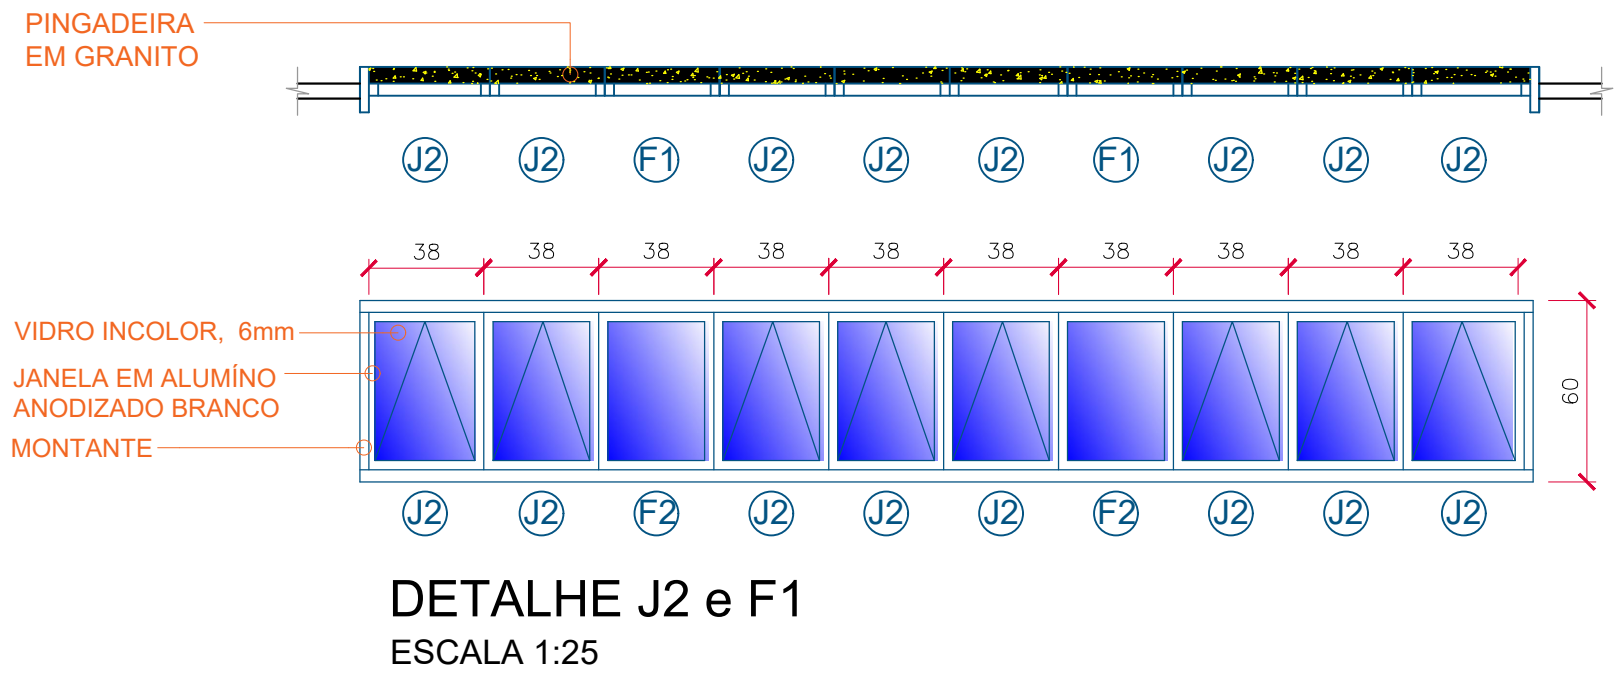 PINGADEIRA
EM GRANITO
J2 J2 F1 J2 J2 J2 F1 J2 J2 J2
38 38 38 38 38 38 38 38 38 38
VIDRO INCOLOR, 6mm
JANELA EM ALUMÍNO
ANODIZADO BRANCO
MONTANTE
60
J2 J2 F2 J2 J2 J2 F2 J2 J2 J2
DETALHE J2 e F1
ESCALA 1:25